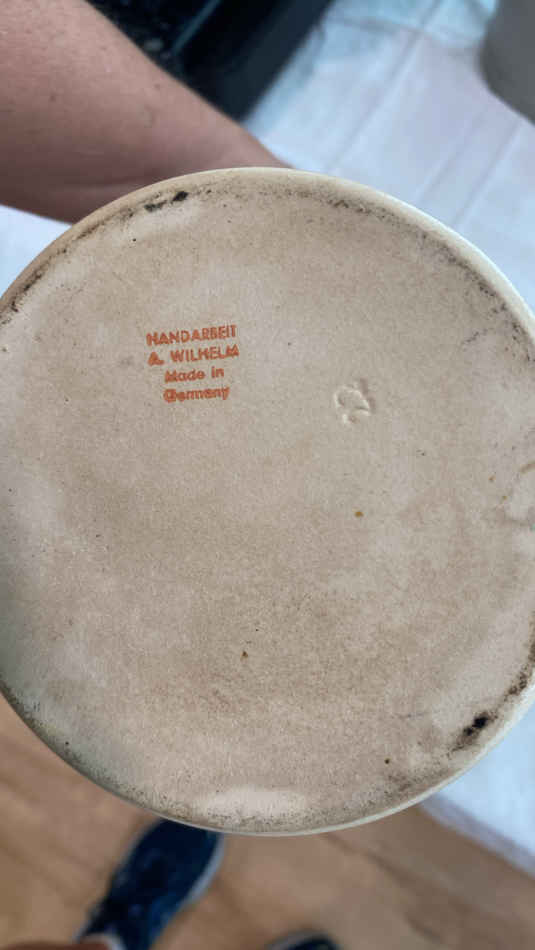 HANDARBEIT
A. WILHELM
Made in
Germany